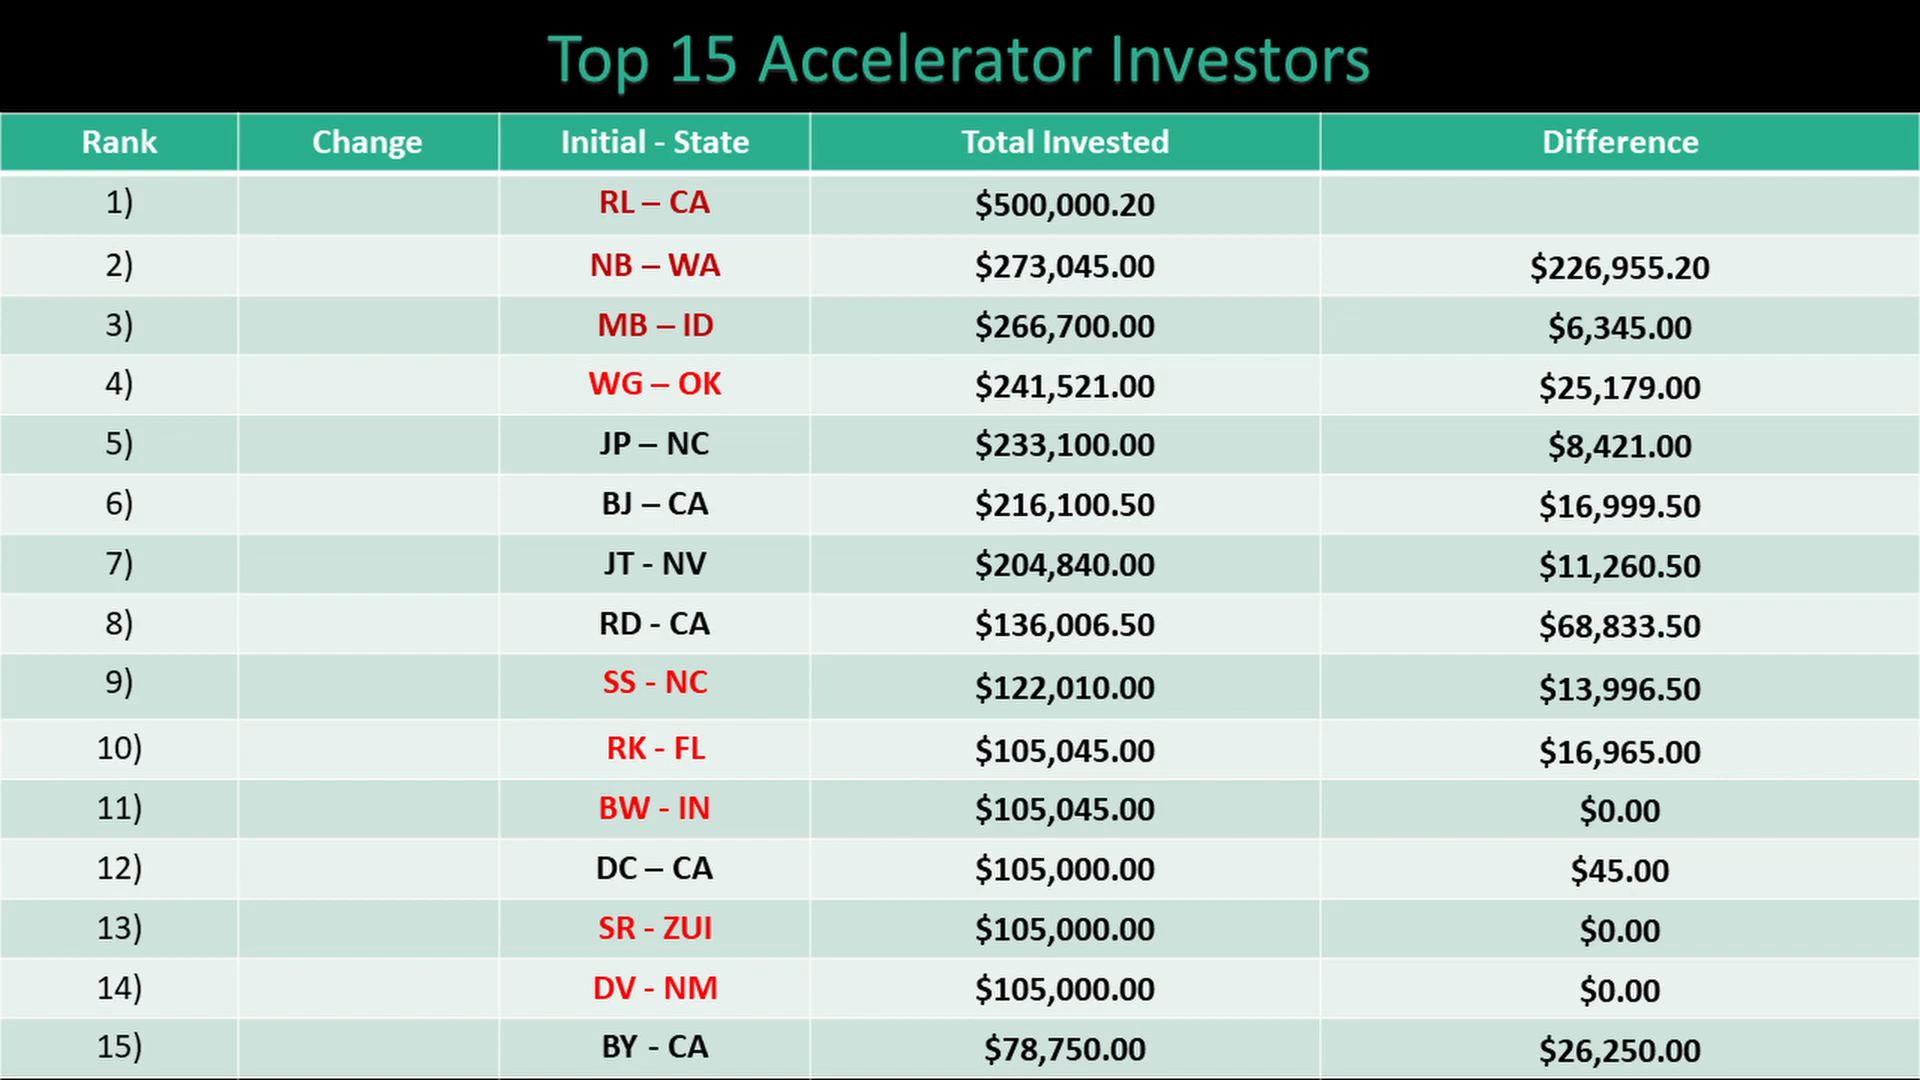 Top 15 Accelerator Investors
Rank Change Initial - State Total Invested Difference
1) RL – CA $500,000.20
2) NB – WA $273,045.00 $226,955.20
3) MB – ID $266,700.00 $6,345.00
4) WG – OK $241,521.00 $25,179.00
5) JP – NC $233,100.00 $8,421.00
6) BJ – CA $216,100.50 $16,999.50
7) JT - NV $204,840.00 $11,260.50
8) RD - CA $136,006.50 $68,833.50
9) SS - NC $122,010.00 $13,996.50
10) RK - FL $105,045.00 $16,965.00
11) BW - IN $105,045.00 $0.00
12) DC – CA $105,000.00 $45.00
13) SR - ZUI $105,000.00 $0.00
14) DV - NM $105,000.00 $0.00
15) BY - CA $78,750.00 $26,250.00